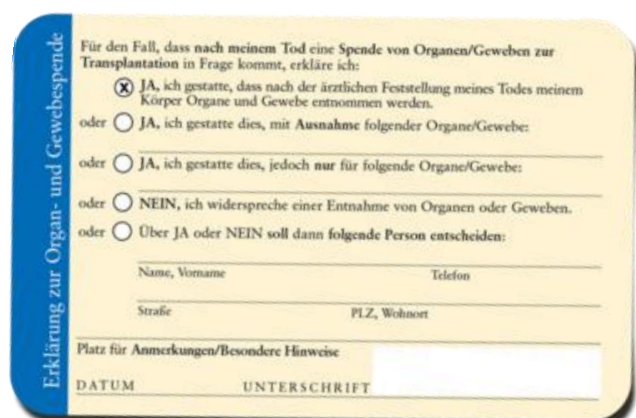 Erklärung zur Organ- und Gewebespende
Für den Fall, dass nach meinem Tod eine Spende von Organen/Geweben zur
Transplantation in Frage kommt, erkläre ich:
x JA, ich gestatte, dass nach der ärztlichen Feststellung meines Todes meinem
Körper Organe und Gewebe entnommen werden.
oder JA, ich gestatte dies, mit Ausnahme folgender Organe/Gewebe:
oder JA, ich gestatte dies, jedoch nur für folgende Organe/Gewebe:
oder NEIN, ich widerspreche einer Entnahme von Organen oder Geweben.
oder Über JA oder NEIN soll dann folgende Person entscheiden:
Name, Vorname Telefon
Straße PLZ, Wohnort
Platz für Anmerkungen/Besondere Hinweise
DATUM UNTERSCHRIFT